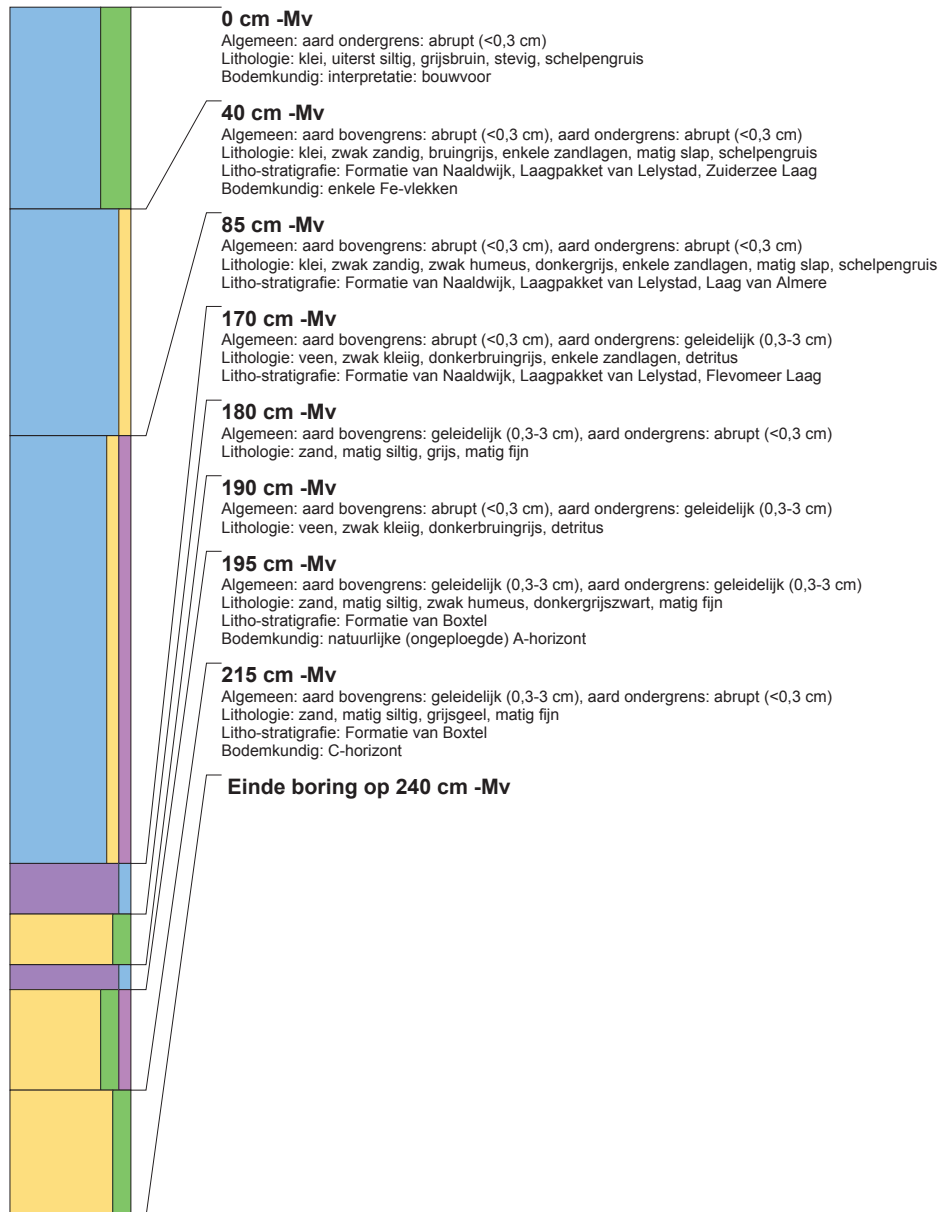 0 cm -Mv
Algemeen: aard ondergrens: abrupt (<0,3 cm)
Lithologie: klei, uiterst siltig, grijsbruin, stevig, schelpengruis
Bodemkundig: interpretatie: bouwvoor
40 cm -Mv
Algemeen: aard bovengrens: abrupt (<0,3 cm), aard ondergrens: abrupt (<0,3 cm)
Lithologie: klei, zwak zandig, bruingrijs, enkele zandlagen, matig slap, schelpengruis
Litho-stratigrafie: Formatie van Naaldwijk, Laagpakket van Lelystad, Zuiderzee Laag
Bodemkundig: enkele Fe-vlekken
85 cm -Mv
Algemeen: aard bovengrens: abrupt (<0,3 cm), aard ondergrens: abrupt (<0,3 cm)
Lithologie: klei, zwak zandig, zwak humeus, donkergrijs, enkele zandlagen, matig slap, schelpengruis
Litho-stratigrafie: Formatie van Naaldwijk, Laagpakket van Lelystad, Laag van Almere
170 cm -Mv
Algemeen: aard bovengrens: abrupt (<0,3 cm), aard ondergrens: geleidelijk (0,3-3 cm)
Lithologie: veen, zwak kleiig, donkerbruingrijs, enkele zandlagen, detritus
Litho-stratigrafie: Formatie van Naaldwijk, Laagpakket van Lelystad, Flevomeer Laag
180 cm -Mv
Algemeen: aard bovengrens: geleidelijk (0,3-3 cm), aard ondergrens: abrupt (<0,3 cm)
Lithologie: zand, matig siltig, grijs, matig fijn
190 cm -Mv
Algemeen: aard bovengrens: abrupt (<0,3 cm), aard ondergrens: geleidelijk (0,3-3 cm)
Lithologie: veen, zwak kleiig, donkerbruingrijs, detritus
195 cm -Mv
Algemeen: aard bovengrens: geleidelijk (0,3-3 cm), aard ondergrens: geleidelijk (0,3-3 cm)
Lithologie: zand, matig siltig, zwak humeus, donkergrijszwart, matig fijn
Litho-stratigrafie: Formatie van Boxtel
Bodemkundig: natuurlijke (ongeploegde) A-horizont
215 cm -Mv
Algemeen: aard bovengrens: geleidelijk (0,3-3 cm), aard ondergrens: abrupt (<0,3 cm)
Lithologie: zand, matig siltig, grijsgeel, matig fijn
Litho-stratigrafie: Formatie van Boxtel
Bodemkundig: C-horizont
Einde boring op 240 cm -Mv